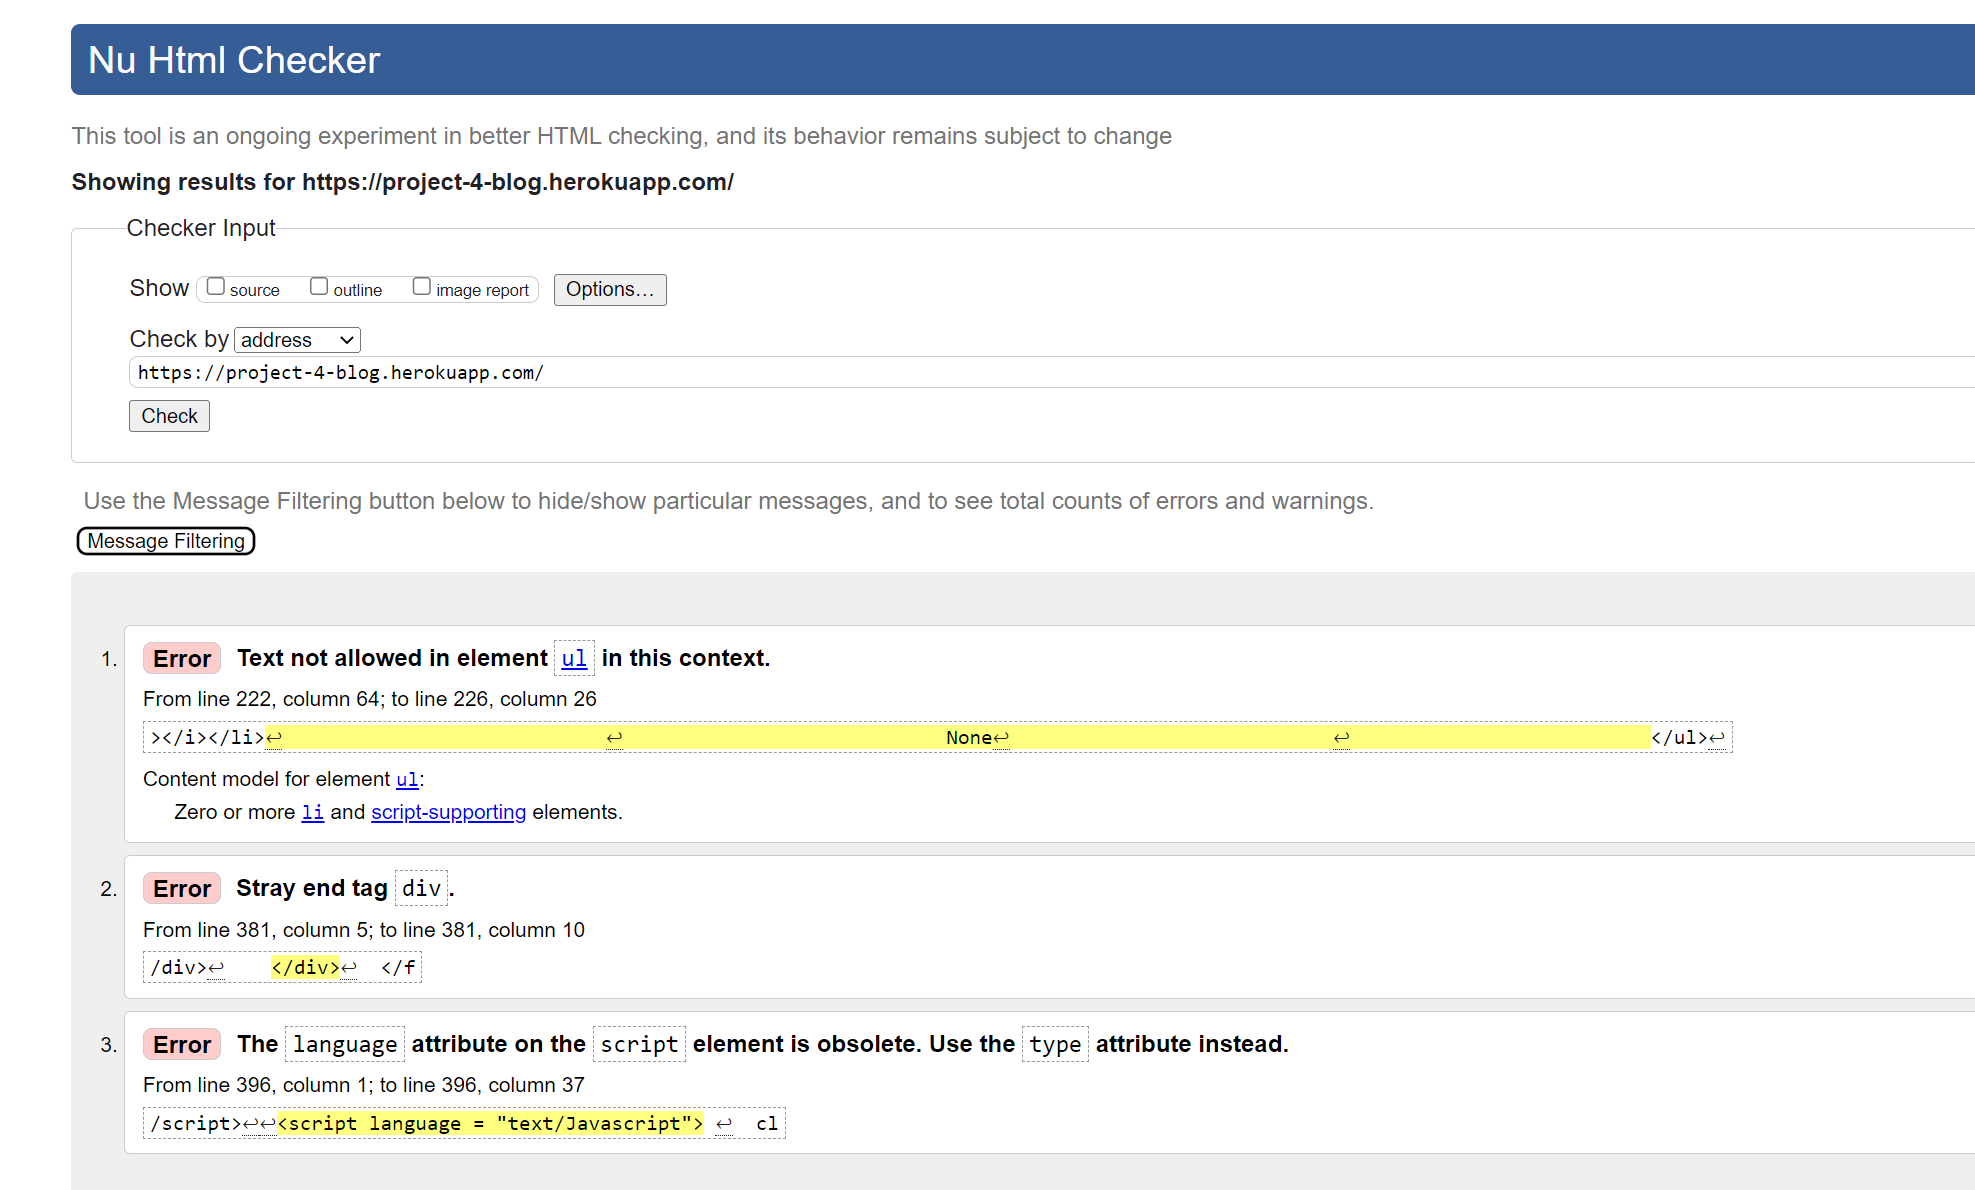 Nu Html Checker
This tool is an ongoing experiment in better HTML checking, and its behavior remains subject to change
Showing results for https://project-4-blog.herokuapp.com/
Checker Input
Show source outline image report Options...
Check by address
https://project-4-blog.herokuapp.com/
Check
Use the Message Filtering button below to hide/show particular messages, and to see total counts of errors and warnings.
Message Filtering
1. Error Text not allowed in element ul in this context.
From line 222, column 64; to line 226, column 26
></i></li>↩ ↩ None↩ ↩ </ul>↩
Content model for element ul:
Zero or more li and script-supporting elements.
2. Error Stray end tag div.
From line 381, column 5; to line 381, column 10
/div>↩ </div>↩ </f
3. Error The language attribute on the script element is obsolete. Use the type attribute instead.
From line 396, column 1; to line 396, column 37
/script>↩↩<script language = "text/Javascript"> ↩ cl